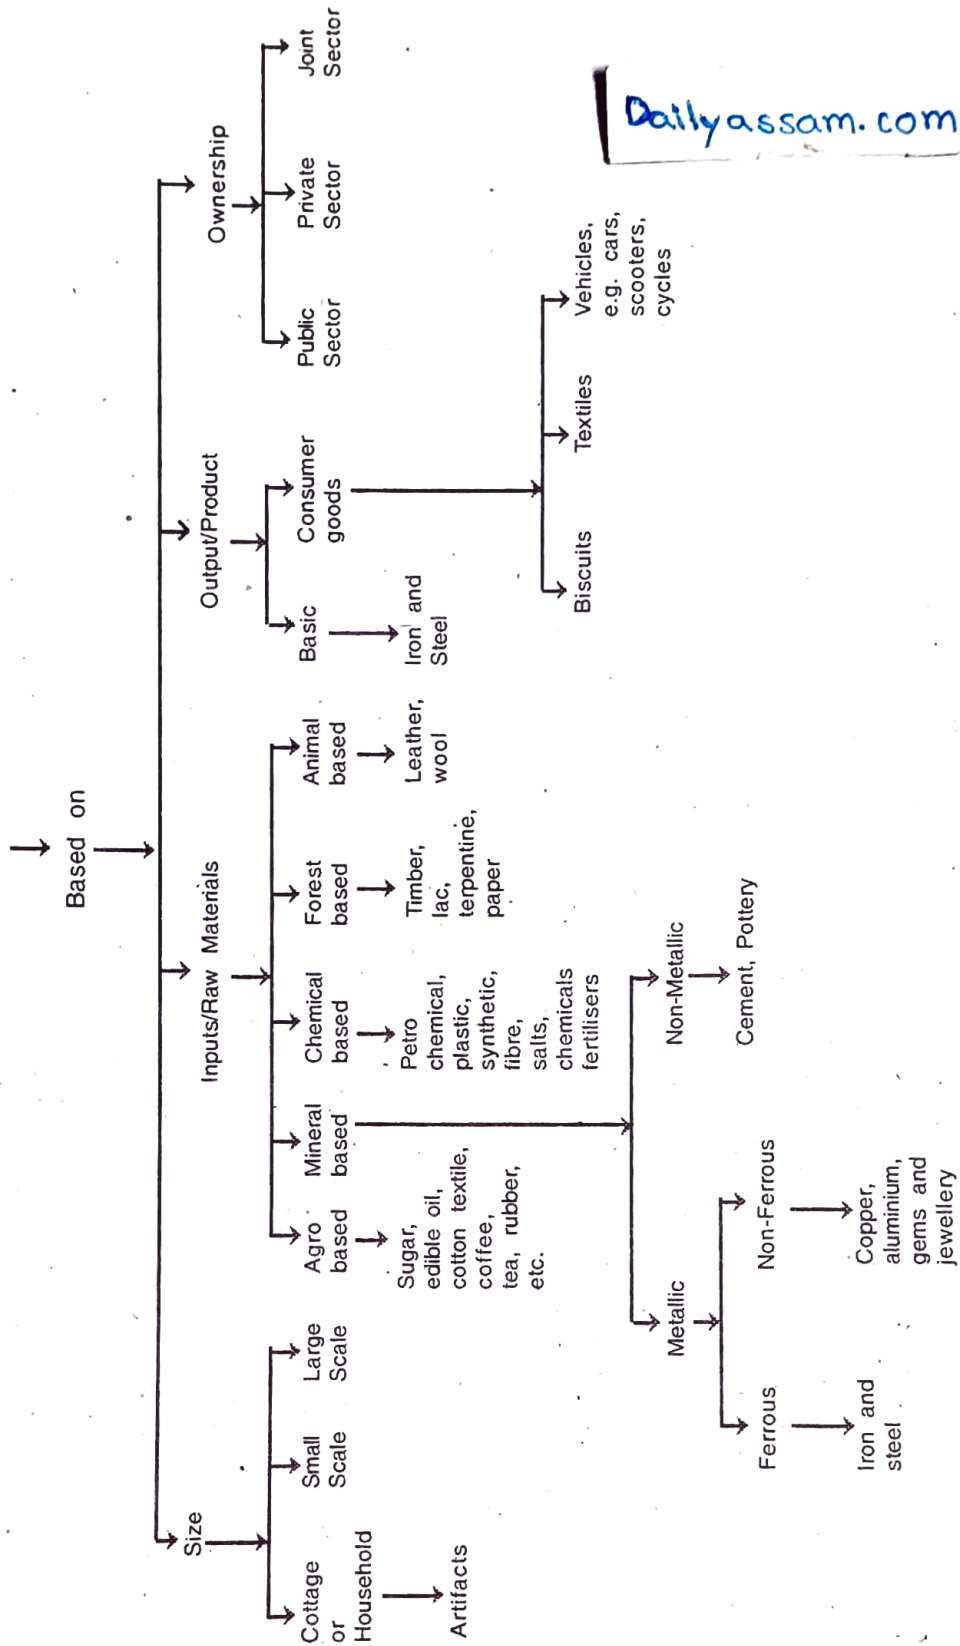 Based on
Size
Inputs/Raw Materials
Output/Product
Ownership
Cottage
or
Household
Small
Scale
Large
Scale
Artifacts
Agro
based
Mineral
based
Chemical
based
Forest
based
Animal
based
Sugar,
edible oil,
cotton textile,
coffee,
tea, rubber,
etc.
Petro
chemical,
plastic,
synthetic,
fibre,
salts,
chemicals
fertilisers
Timber,
lac,
terpentine,
paper
Leather,
wool
Metallic
Non-Metallic
Ferrous
Non-Ferrous
Cement, Pottery
Iron and
steel
Copper,
aluminium,
gems and
jewellery
Basic
Consumer
goods
Iron and
Steel
Biscuits
Textiles
Vehicles,
e.g. cars,
scooters,
cycles
Public
Sector
Private
Sector
Joint
Sector
Dailyassam.com